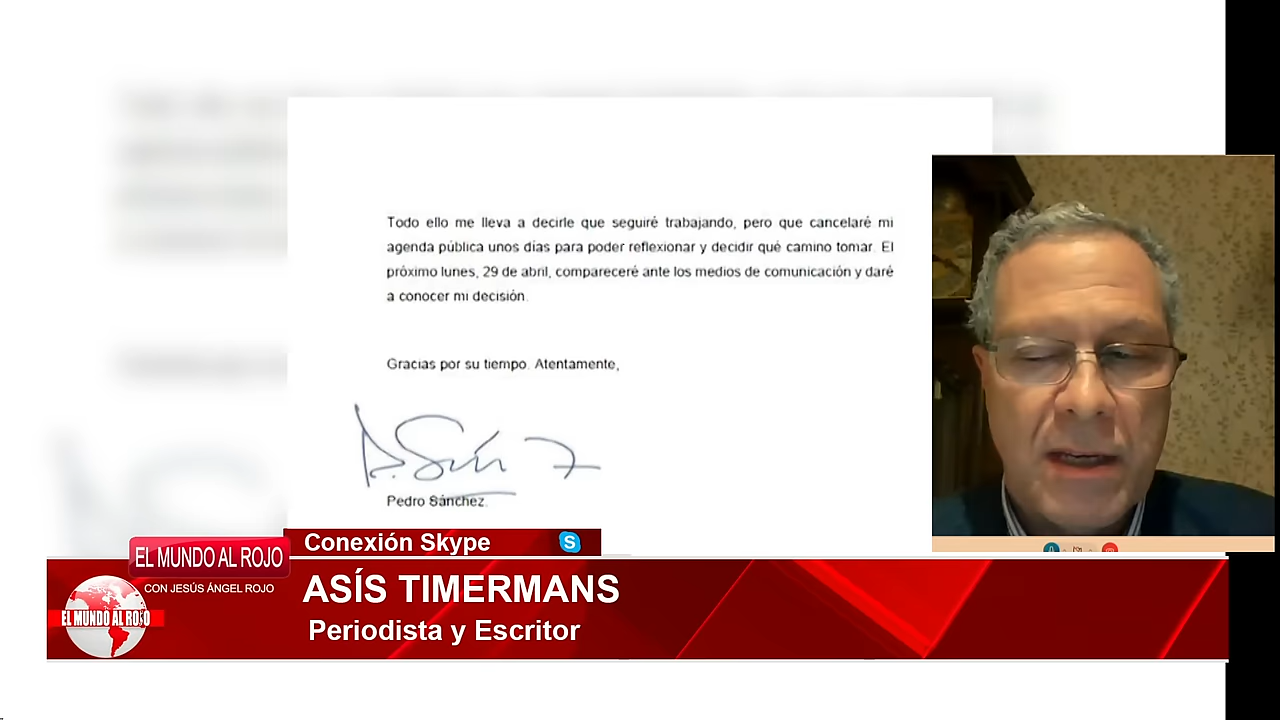 Todo ello me lleva a decirle que seguiré trabajando, pero que cancelaré mi
agenda pública unos días para poder reflexionar y decidir qué camino tomar. El
próximo lunes, 29 de abril, compareceré ante los medios de comunicación y daré
a conocer mi decisión.
Gracias por su tiempo. Atentamente,
Pedro Sánchez.
Conexión Skype
S
EL MUNDO AL ROJO
CON JESÚS ÁNGEL ROJO
EL MUNDO AL ROJO
ASÍS TIMERMANS
Periodista y Escritor